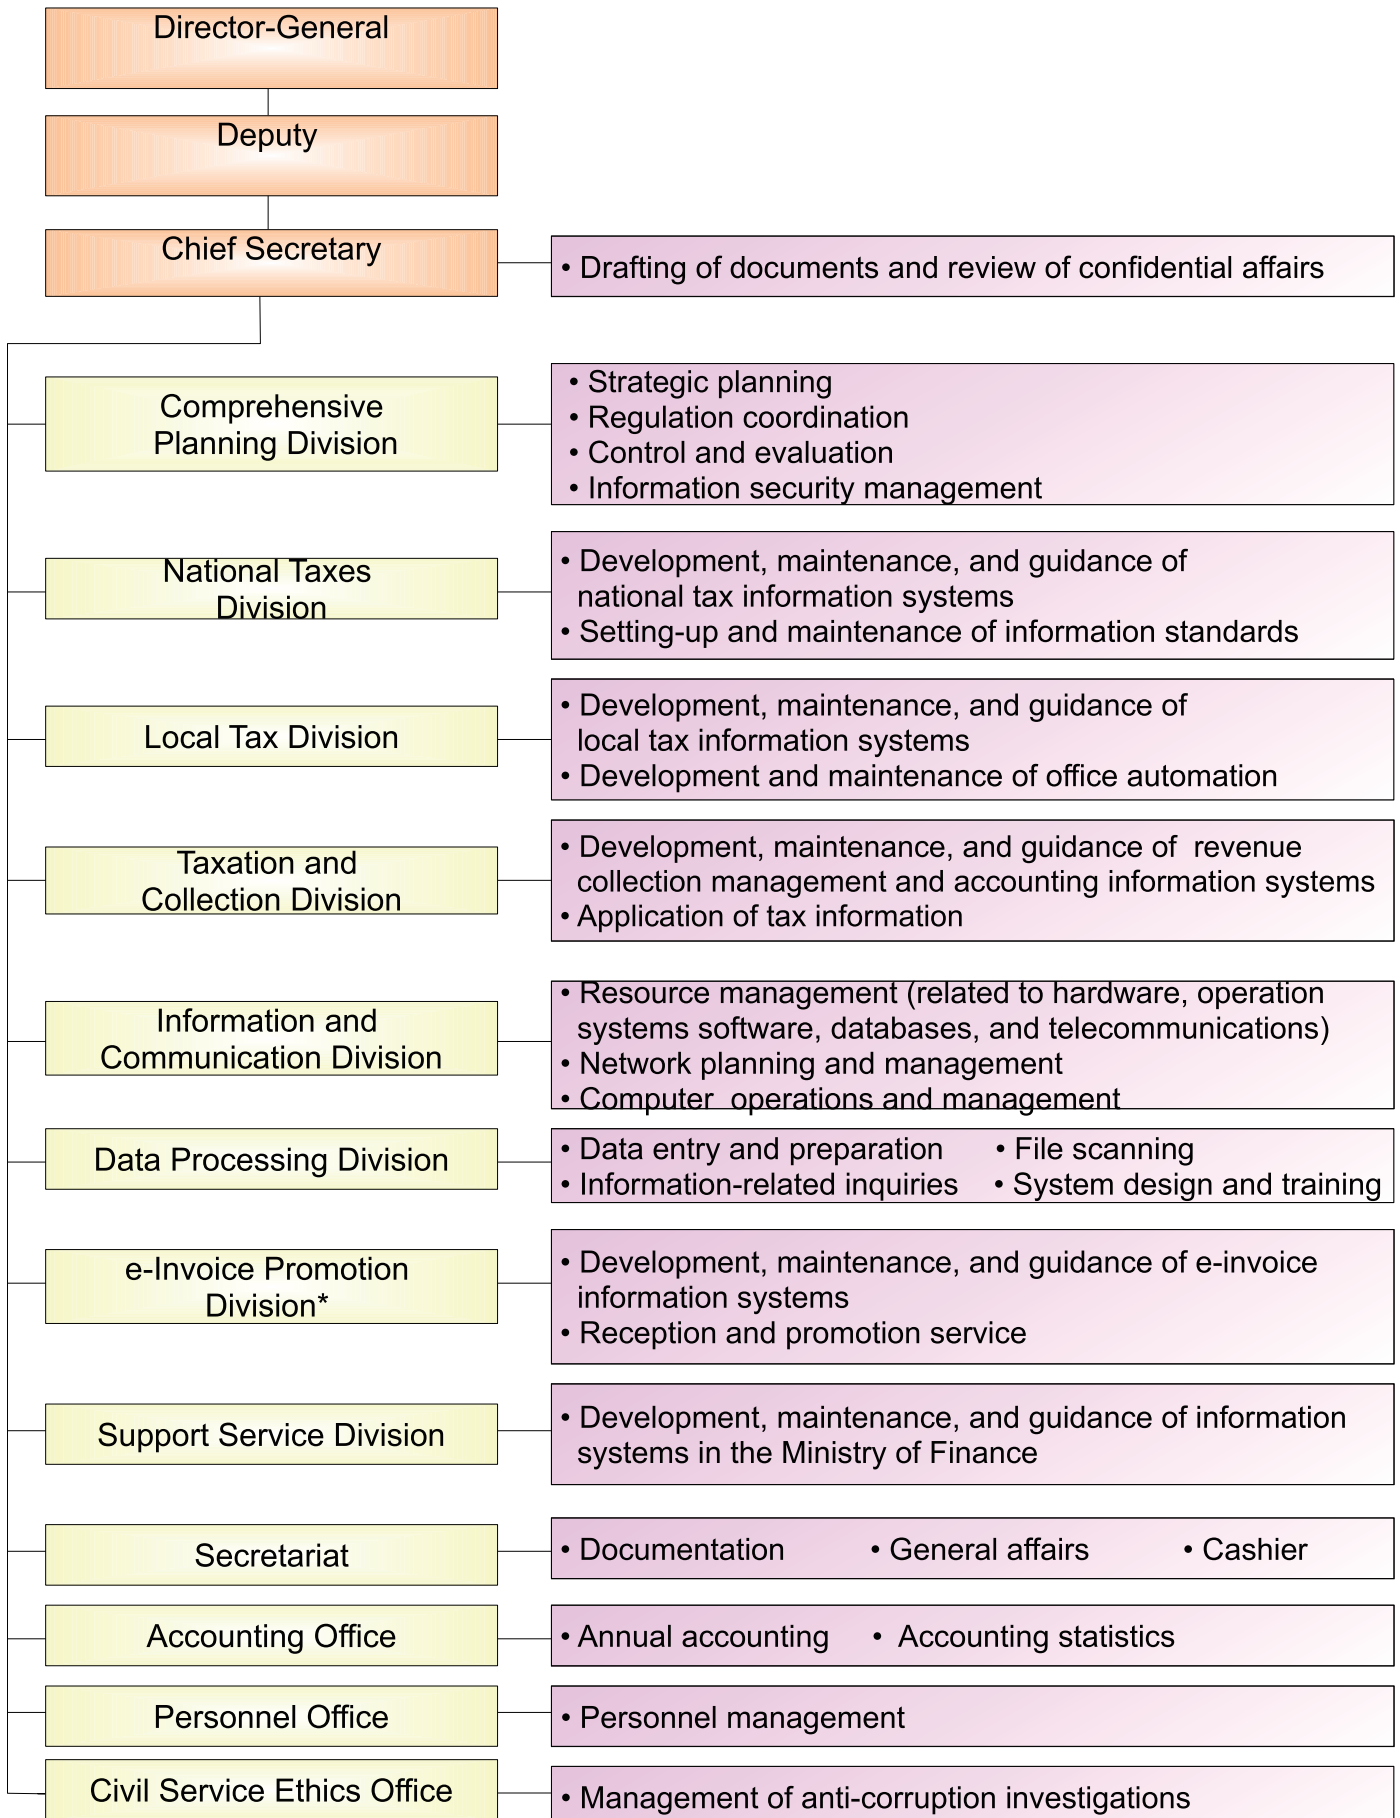 Director-General
Deputy
Chief Secretary
• Drafting of documents and review of confidential affairs
Comprehensive
Planning Division
• Strategic planning
• Regulation coordination
• Control and evaluation
• Information security management
National Taxes
Division
• Development, maintenance, and guidance of
national tax information systems
• Setting-up and maintenance of information standards
Local Tax Division
• Development, maintenance, and guidance of
local tax information systems
• Development and maintenance of office automation
Taxation and
Collection Division
• Development, maintenance, and guidance of  revenue
collection management and accounting information systems
• Application of tax information
Information and
Communication Division
• Resource management (related to hardware, operation
systems software, databases, and telecommunications)
• Network planning and management
• Computer  operations and management
Data Processing Division
• Data entry and preparation • File scanning
• Information-related inquiries • System design and training
e-Invoice Promotion
Division*
• Development, maintenance, and guidance of e-invoice
information systems
• Reception and promotion service
Support Service Division
• Development, maintenance, and guidance of information
systems in the Ministry of Finance
Secretariat
• Documentation • General affairs • Cashier
Accounting Office
• Annual accounting • Accounting statistics
Personnel Office
• Personnel management
Civil Service Ethics Office
• Management of anti-corruption investigations